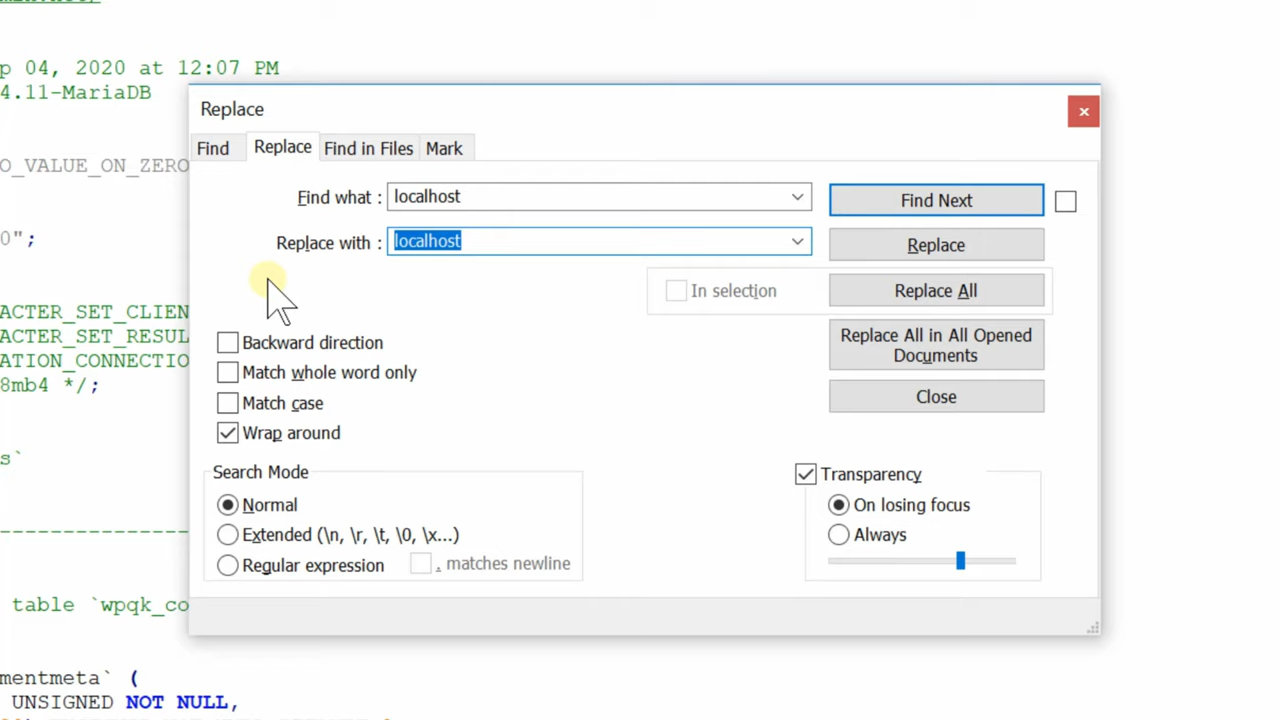 p 04, 2020 at 12:07 PM
4.11-MariaDB
Replace
Find
Replace
Find in Files
Mark
O_VALUE_ON_ZERO
Find what :
localhost
Find Next
0";
Replace with :
localhost
Replace
In selection
Replace All
ACTER_SET_CLIEN
ACTER_SET_RESUL
ATION_CONNECTIO
8mb4 */;
Backward direction
Replace All in All Opened
Documents
Match whole word only
Match case
Close
Wrap around
s`
Search Mode
Transparency
Normal
On losing focus
Extended (\n, \r, \t, \0, \x...)
Always
Regular expression
. matches newline
table `wpqk_co
mentmeta` (
UNSIGNED NOT NULL,